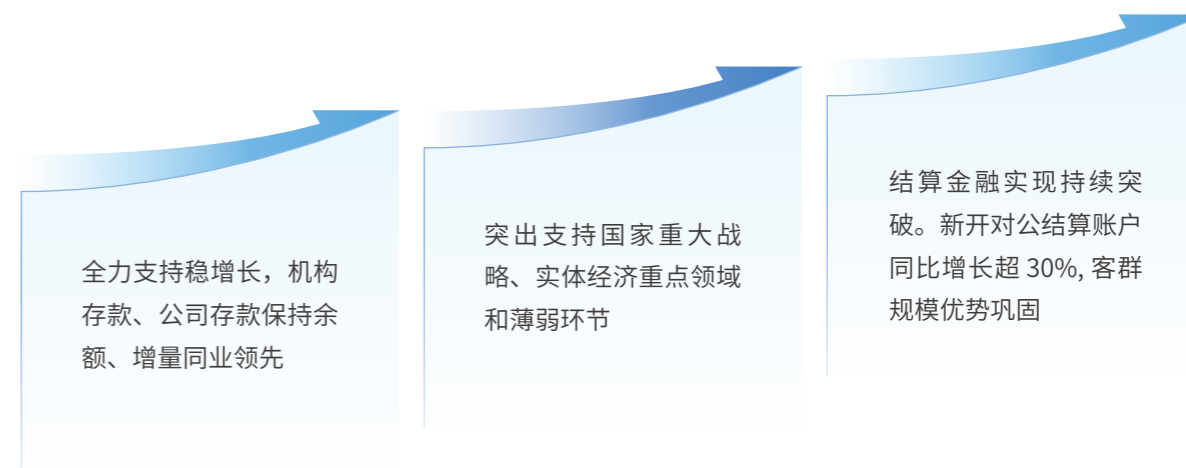 全力支持稳增长，机构
存款、公司存款保持余
额、增量同业领先
突出支持国家重大战
略、实体经济重点领域
和薄弱环节
结算金融实现持续突
破。新开对公结算账户
同比增长超 30%, 客群
规模优势巩固